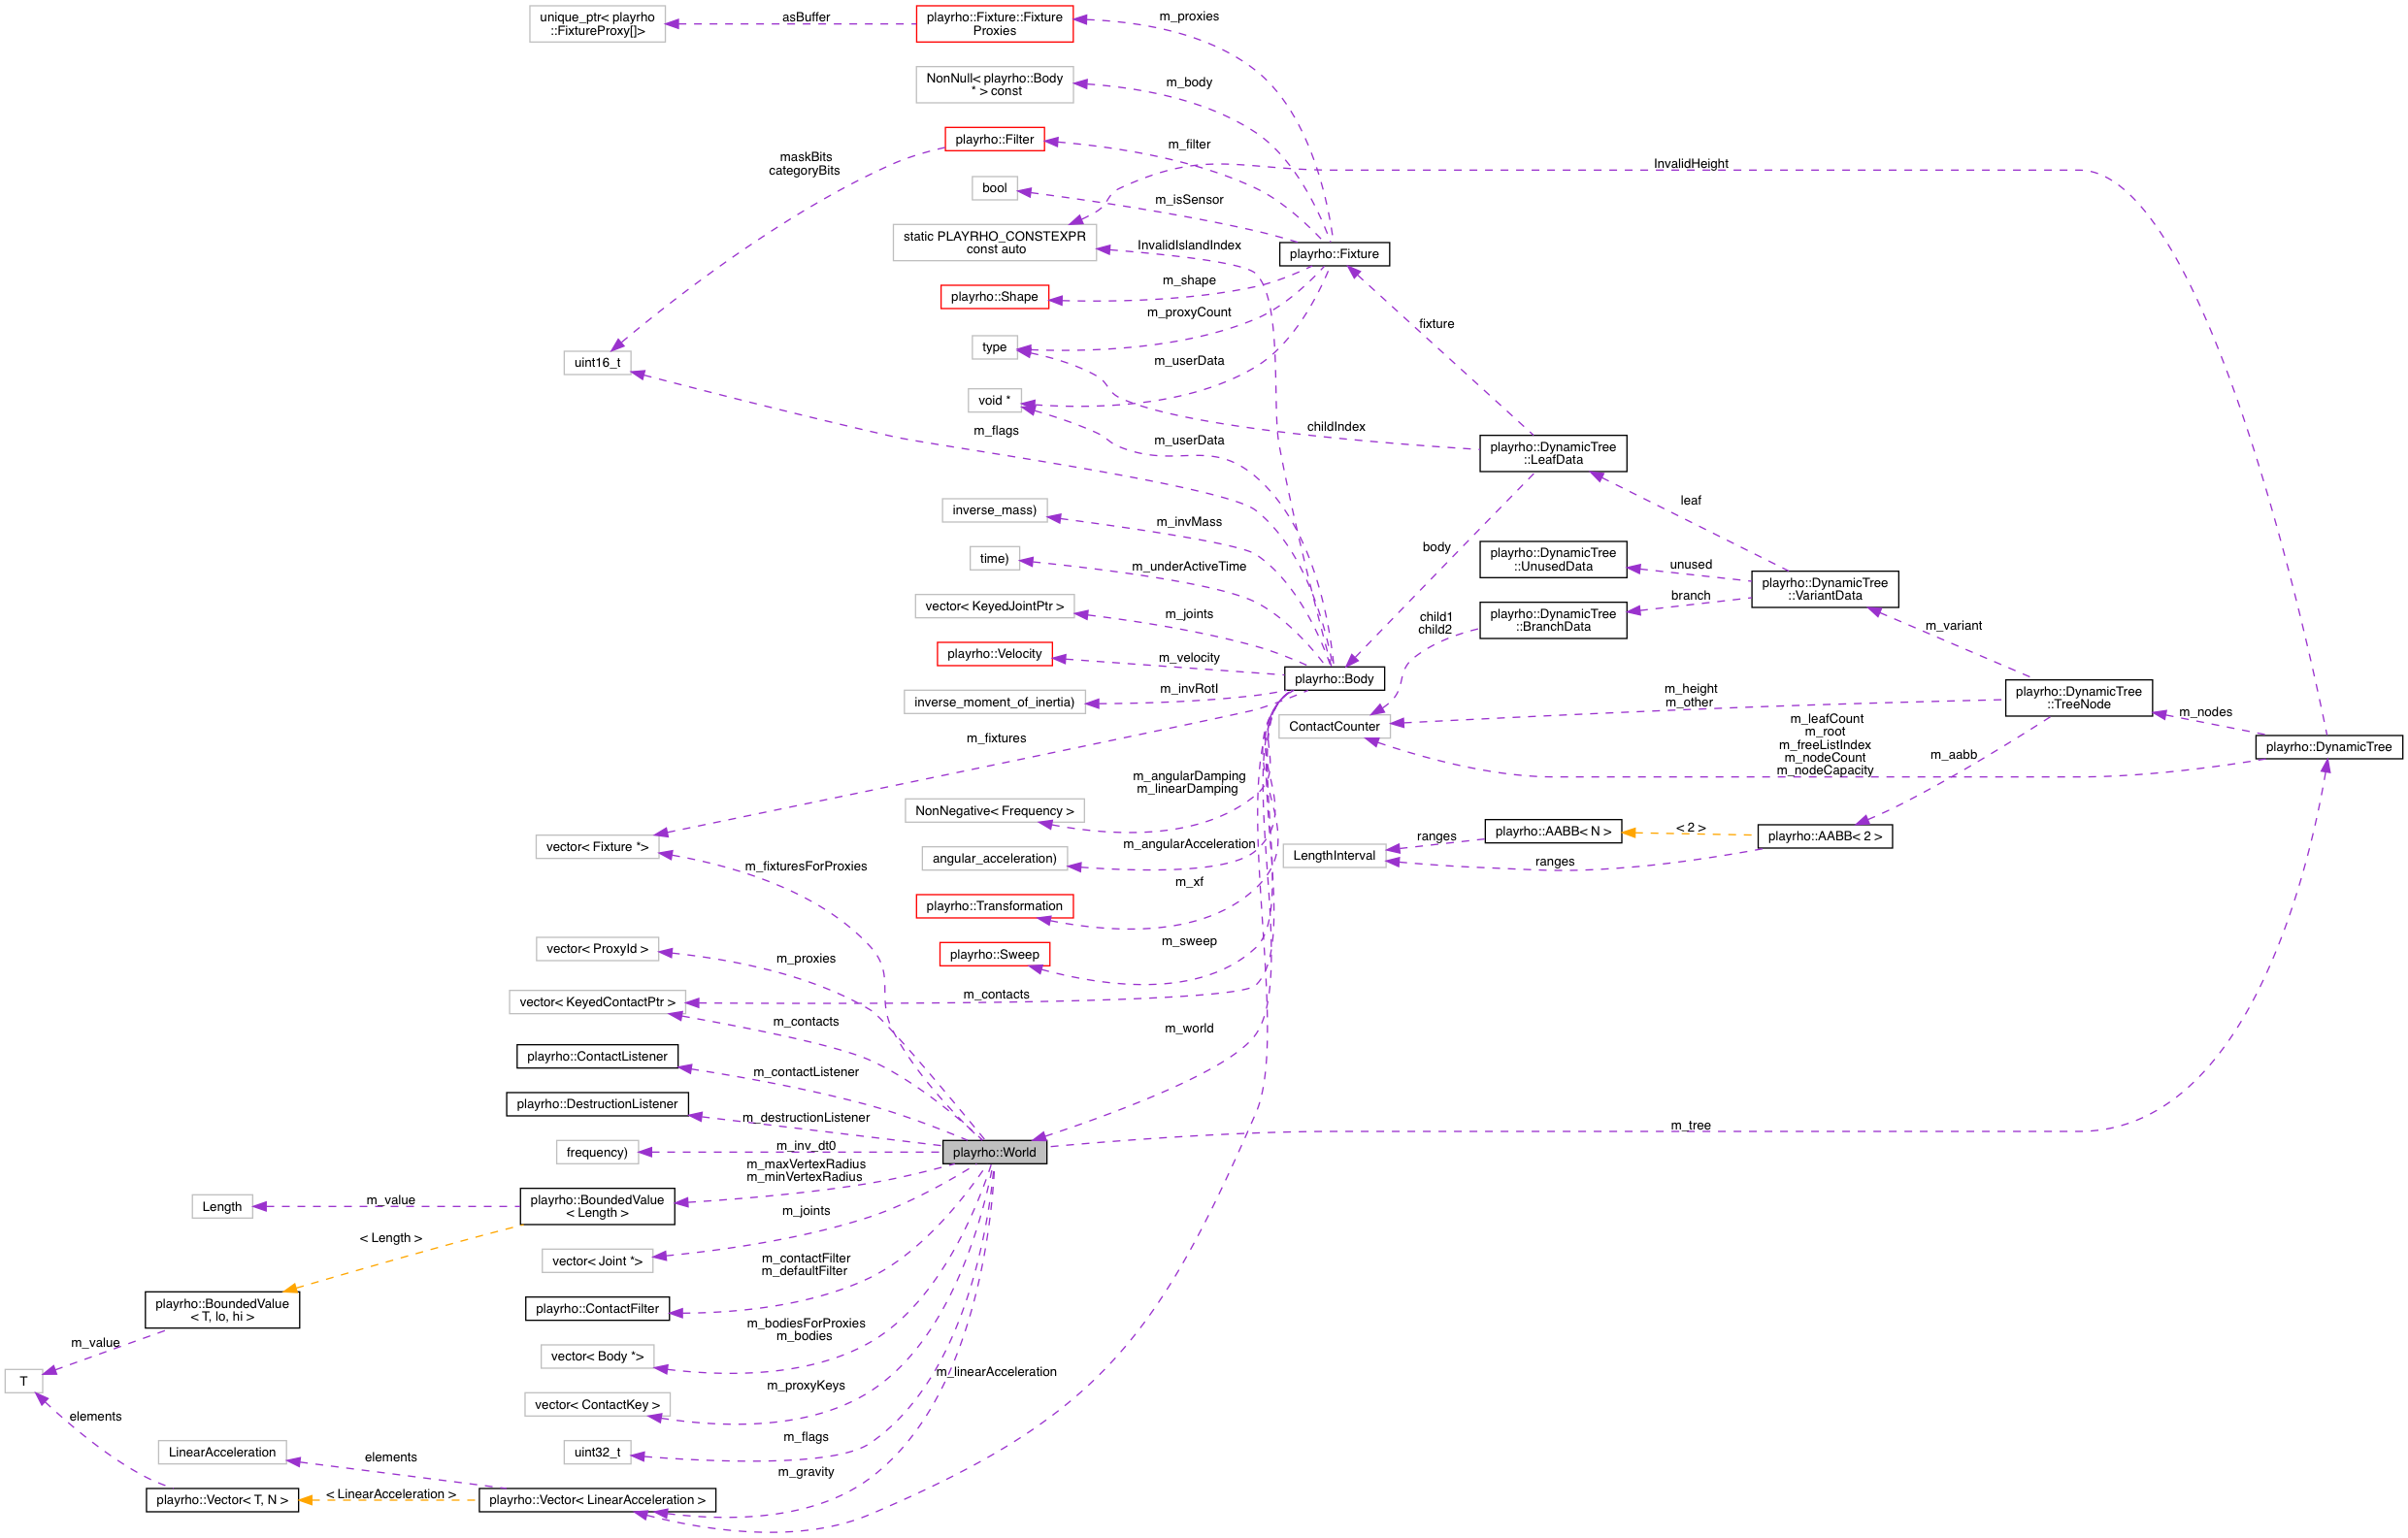 unique_ptr< playrho
::FixtureProxy[]>
asBuffer
playrho::Fixture::Fixture
Proxies
m_proxies
NonNull< playrho::Body
* > const
m_body
playrho::Filter
m_filter
maskBits
categoryBits
InvalidHeight
bool
m_isSensor
static PLAYRHO_CONSTEXPR
const auto
InvalidIslandIndex
playrho::Fixture
playrho::Shape
m_shape
m_proxyCount
fixture
type
uint16_t
m_userData
void *
childIndex
m_flags
m_userData
playrho::DynamicTree
::LeafData
leaf
inverse_mass)
m_invMass
body
time)
m_underActiveTime
playrho::DynamicTree
::UnusedData
unused
playrho::DynamicTree
::VariantData
branch
vector< KeyedJointPtr >
m_joints
child1
child2
playrho::DynamicTree
::BranchData
m_variant
playrho::Velocity
m_velocity
playrho::Body
inverse_moment_of_inertia)
m_invRotI
m_height
m_other
playrho::DynamicTree
::TreeNode
m_nodes
ContactCounter
m_leafCount
m_root
m_freeListIndex
m_nodeCount
m_nodeCapacity
playrho::DynamicTree
m_fixtures
m_aabb
m_angularDamping
m_linearDamping
NonNegative< Frequency >
vector< Fixture *>
m_angularAcceleration
angular_acceleration)
LengthInterval
ranges
playrho::AABB< N >
< 2 >
playrho::AABB< 2 >
ranges
m_fixturesForProxies
m_xf
playrho::Transformation
vector< ProxyId >
m_proxies
playrho::Sweep
m_sweep
vector< KeyedContactPtr >
m_contacts
m_contacts
m_world
playrho::ContactListener
m_contactListener
playrho::DestructionListener
m_destructionListener
m_tree
frequency)
m_inv_dt0
playrho::World
m_maxVertexRadius
m_minVertexRadius
Length
m_value
playrho::BoundedValue
< Length >
m_joints
< Length >
vector< Joint *>
m_contactFilter
m_defaultFilter
playrho::BoundedValue
< T, lo, hi >
playrho::ContactFilter
m_bodiesForProxies
m_bodies
m_value
vector< Body *>
m_linearAcceleration
T
m_proxyKeys
vector< ContactKey >
elements
m_flags
LinearAcceleration
elements
uint32_t
m_gravity
playrho::Vector< T, N >
< LinearAcceleration >
playrho::Vector< LinearAcceleration >